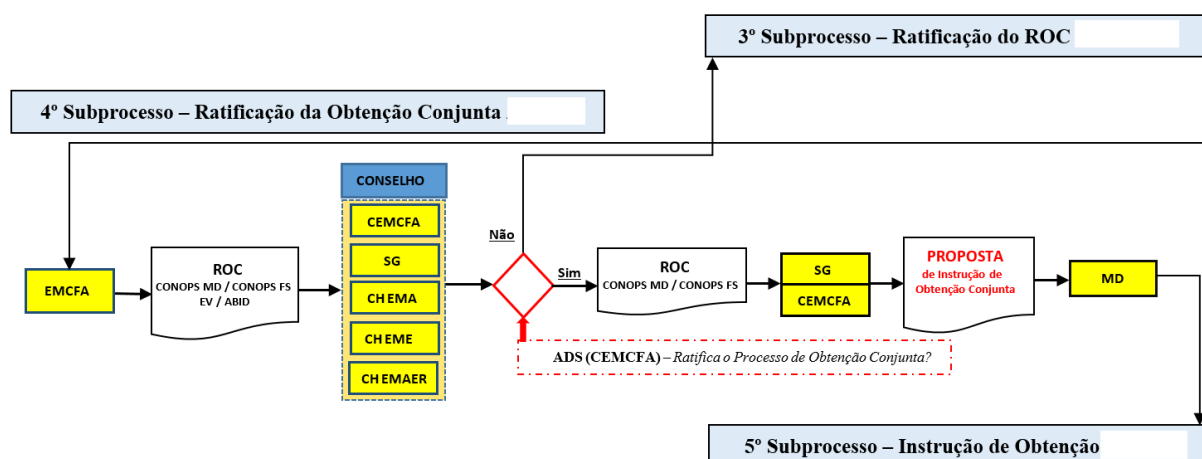 3º Subprocesso – Ratificação do ROC
4º Subprocesso – Ratificação da Obtenção Conjunta
CONSELHO
CEMCFA
SG
CHEMA
CHEME
CHEMAER
EMCFA
ROC
CONOPS MD / CONOPS FS
EV / ABID
Não
Sim
ROC
CONOPS MD / CONOPS FS
SG
CEMCFA
PROPOSTA
de Instrução de
Obtenção Conjunta
MD
ADS (CEMCFA) – Ratifica o Processo de Obtenção Conjunta?
5º Subprocesso – Instrução de Obtenção